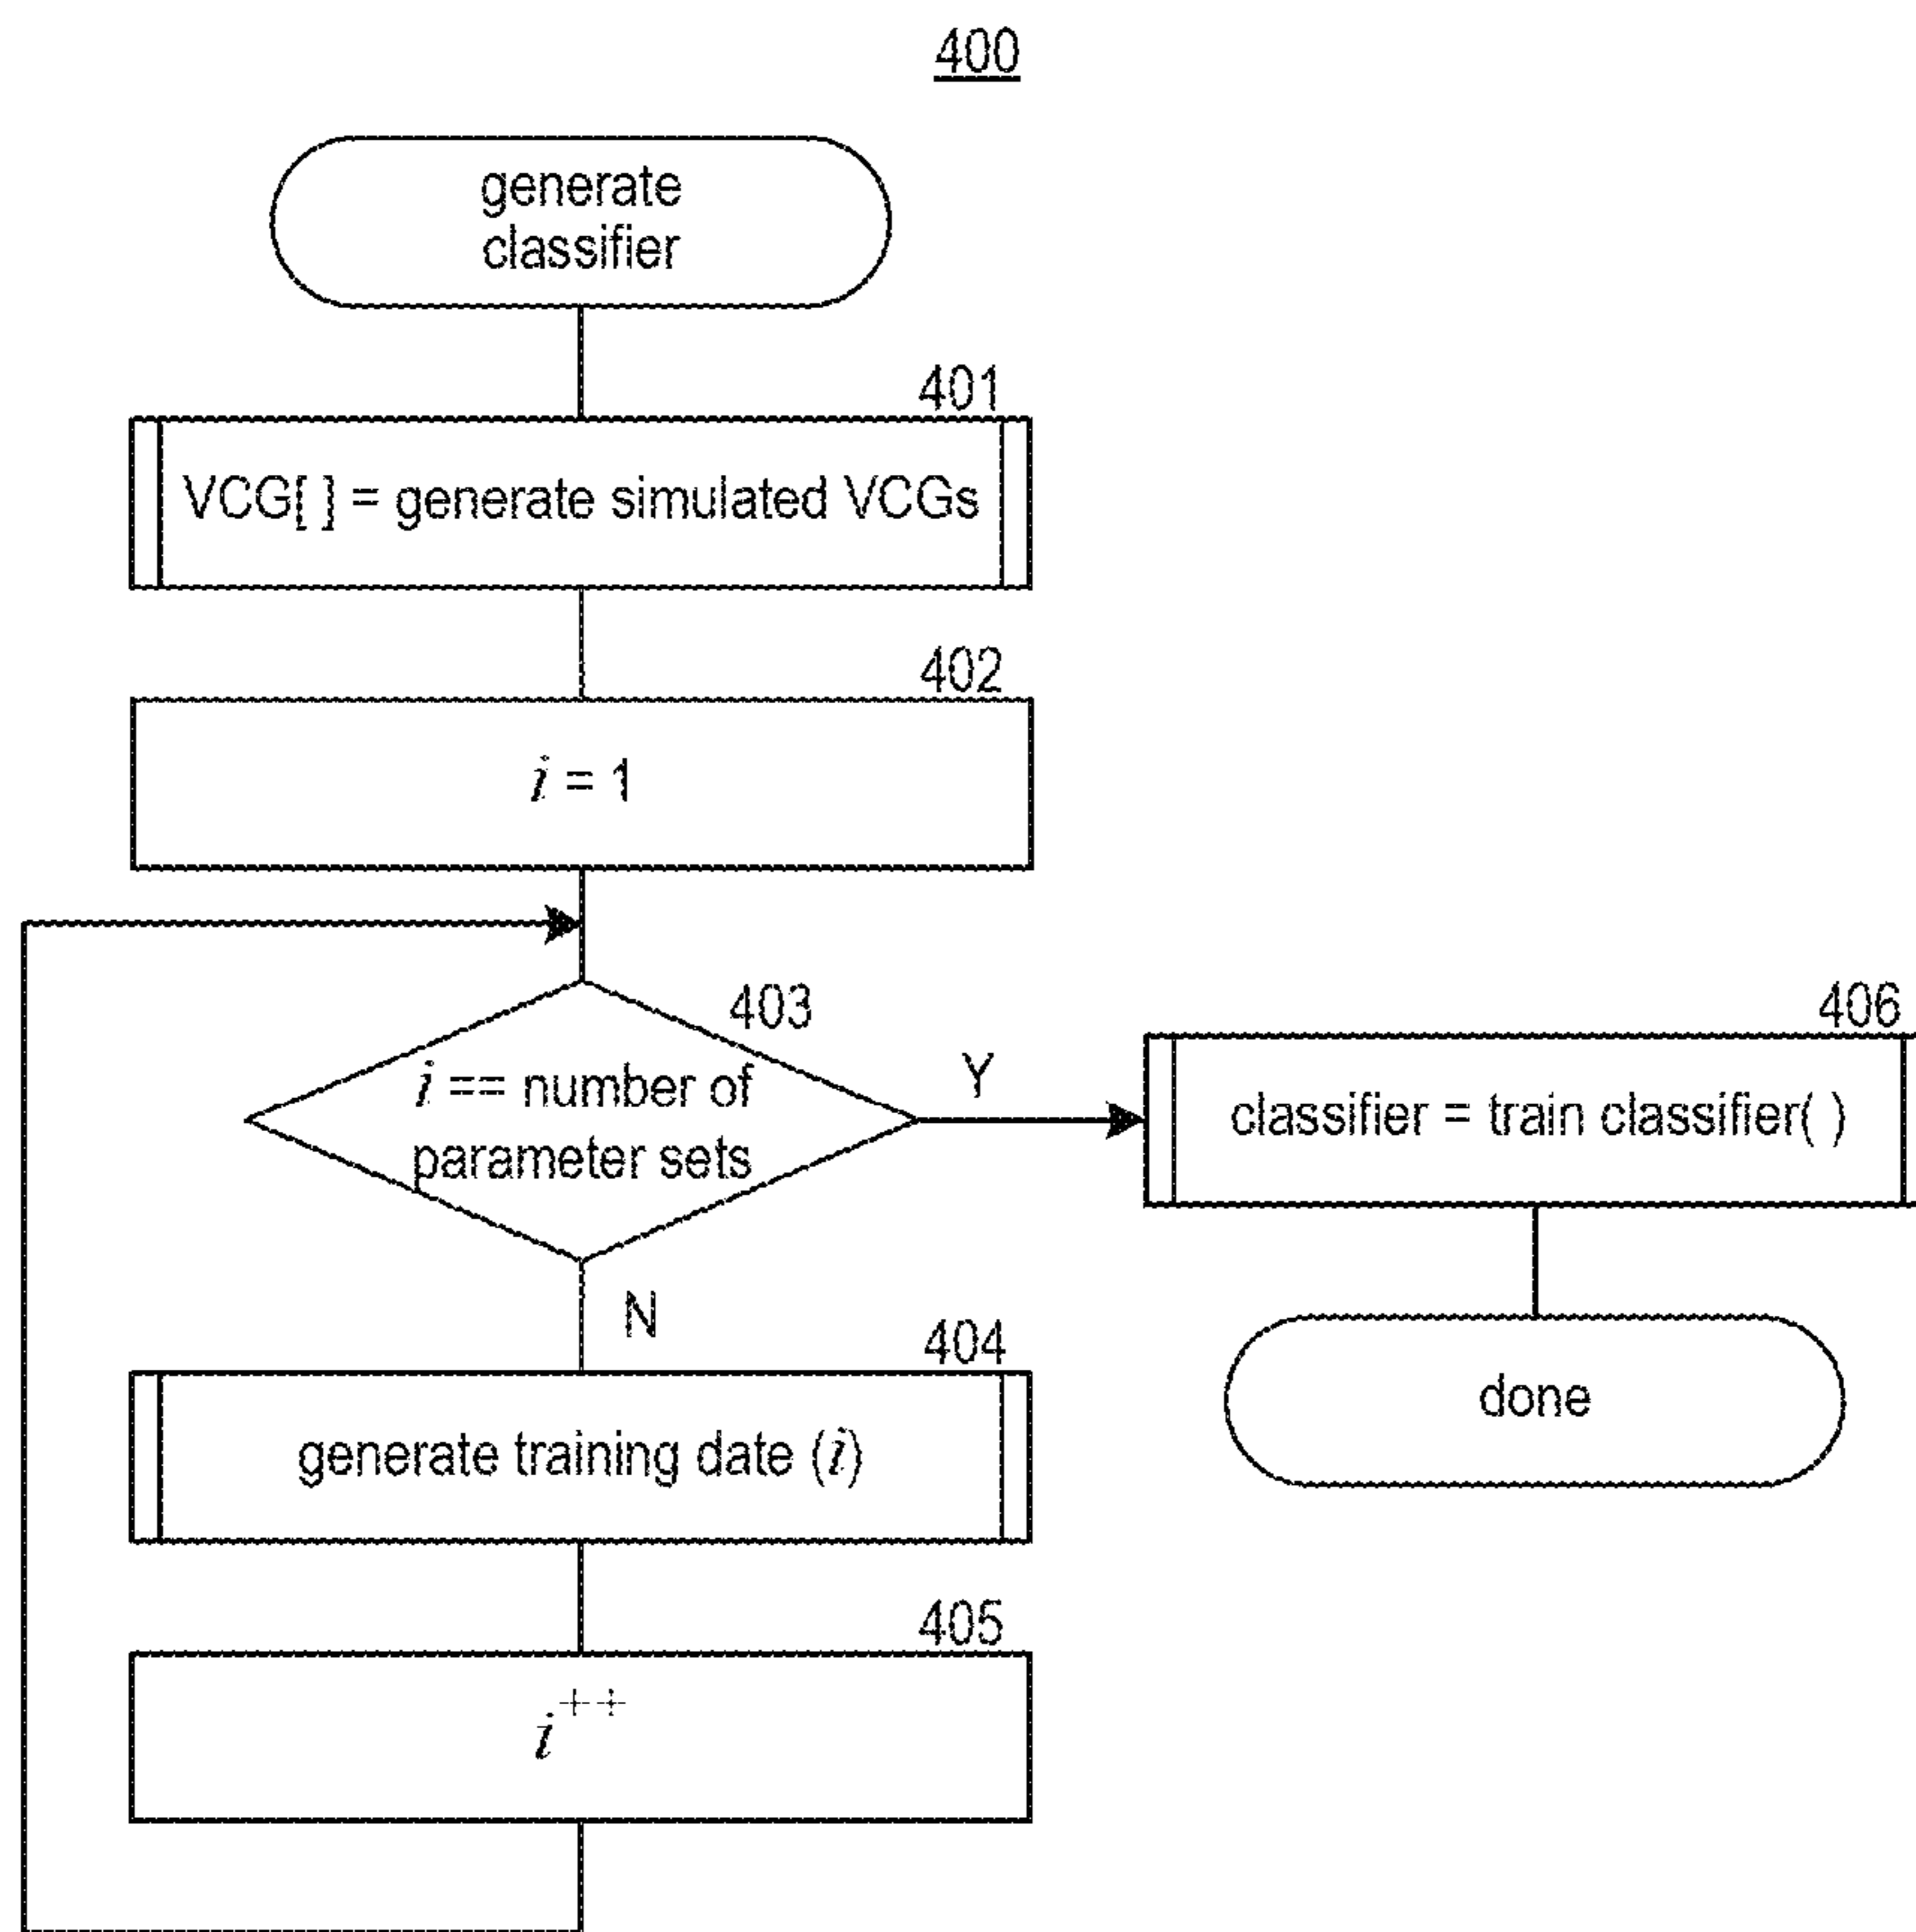 400
generate
classifier
401
VCG[ ] = generate simulated VCGs
402
i = 1
403
i == number of
parameter sets
Y
406
classifier = train classifier( )
N
404
generate training date (i)
done
405
i++